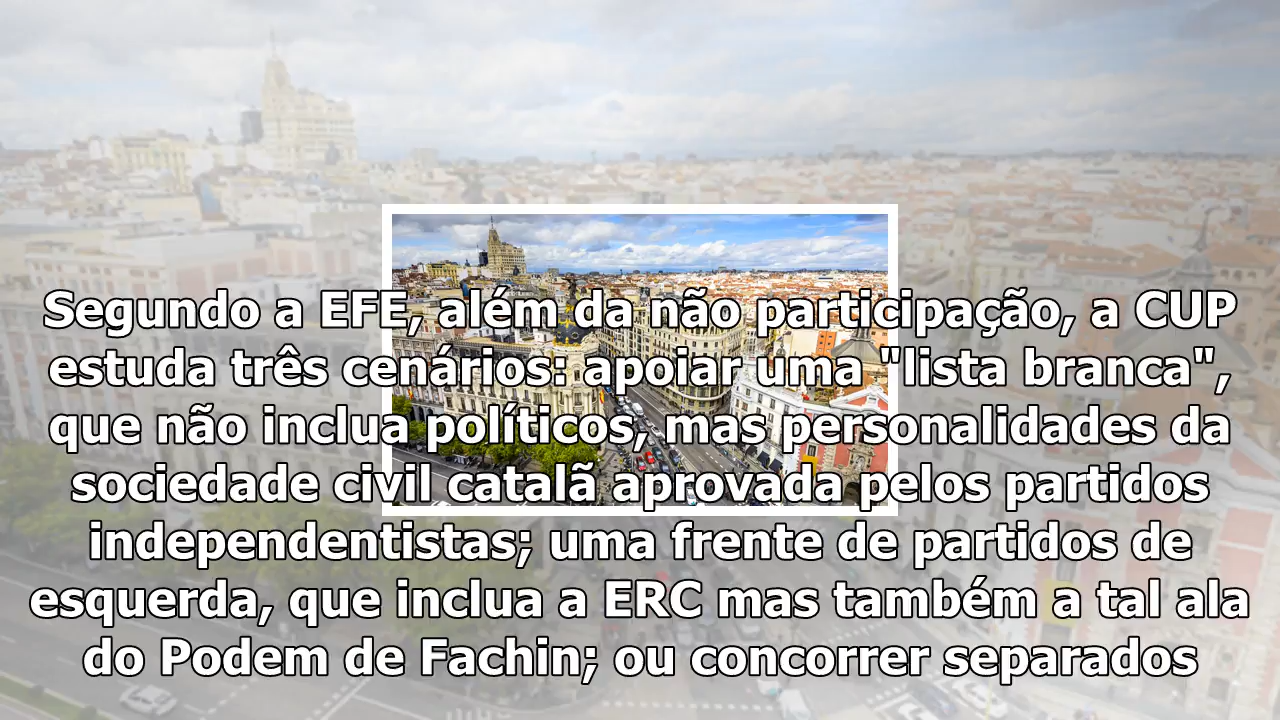 Segundo a EFE, além da não participação, a CUP
estuda três cenários: apoiar uma "lista branca",
que não inclua políticos, mas personalidades da
sociedade civil catalã aprovada pelos partidos
independentistas; uma frente de partidos de
esquerda, que inclua a ERC mas também a tal ala
do Podem de Fachin; ou concorrer separados